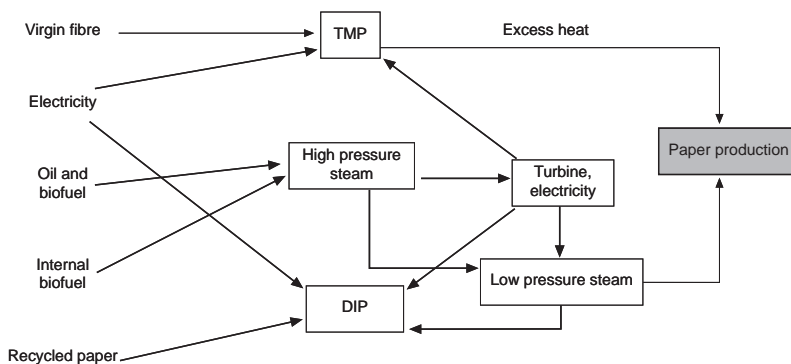 Virgin fibre
TMP
Excess heat
Electricity
High pressure
steam
Paper production
Oil and
biofuel
Turbine,
electricity
Internal
biofuel
Low pressure steam
DIP
Recycled paper